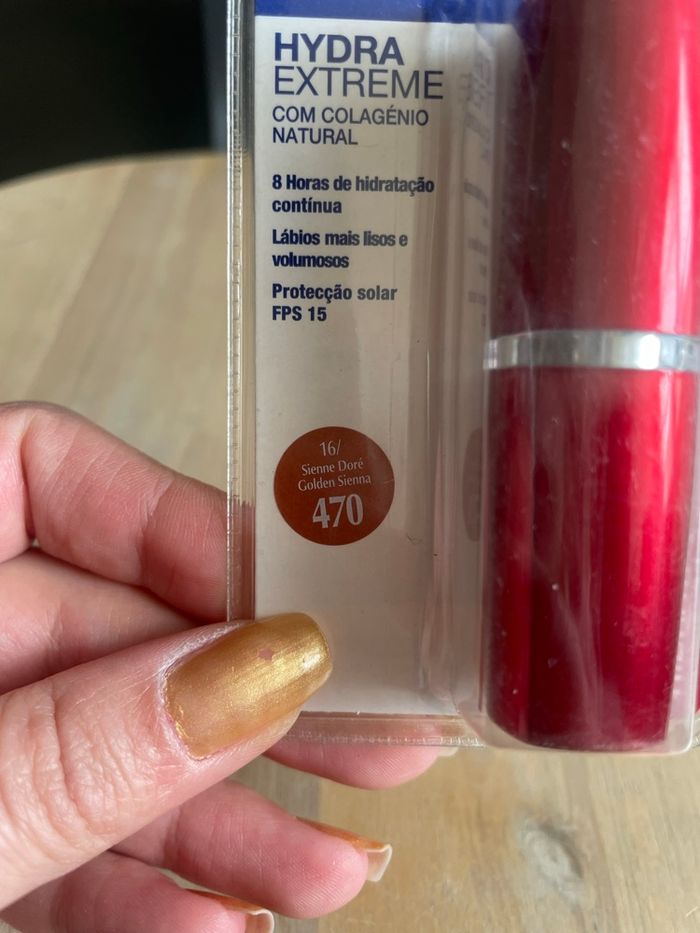 HYDRA
EXTREME
COM COLAGÉNIO
NATURAL
8 Horas de hidratação
contínua
Lábios mais lisos e
volumosos
Protecção solar
FPS 15
16/
Sienne Doré
Golden Sienna
470